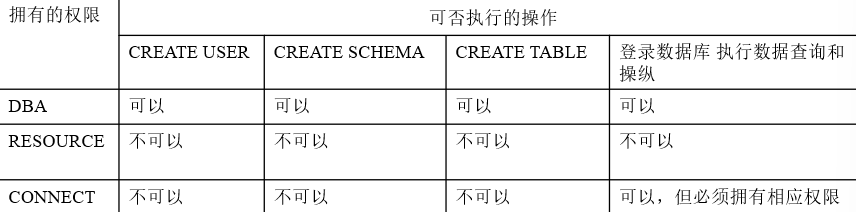 拥有的权限 可否执行的操作
CREATE USER CREATE SCHEMA CREATE TABLE 登录数据库 执行数据查询和
操纵
DBA 可以 可以 可以 可以
RESOURCE 不可以 不可以 不可以 不可以
CONNECT 不可以 不可以 不可以 可以，但必须拥有相应权限